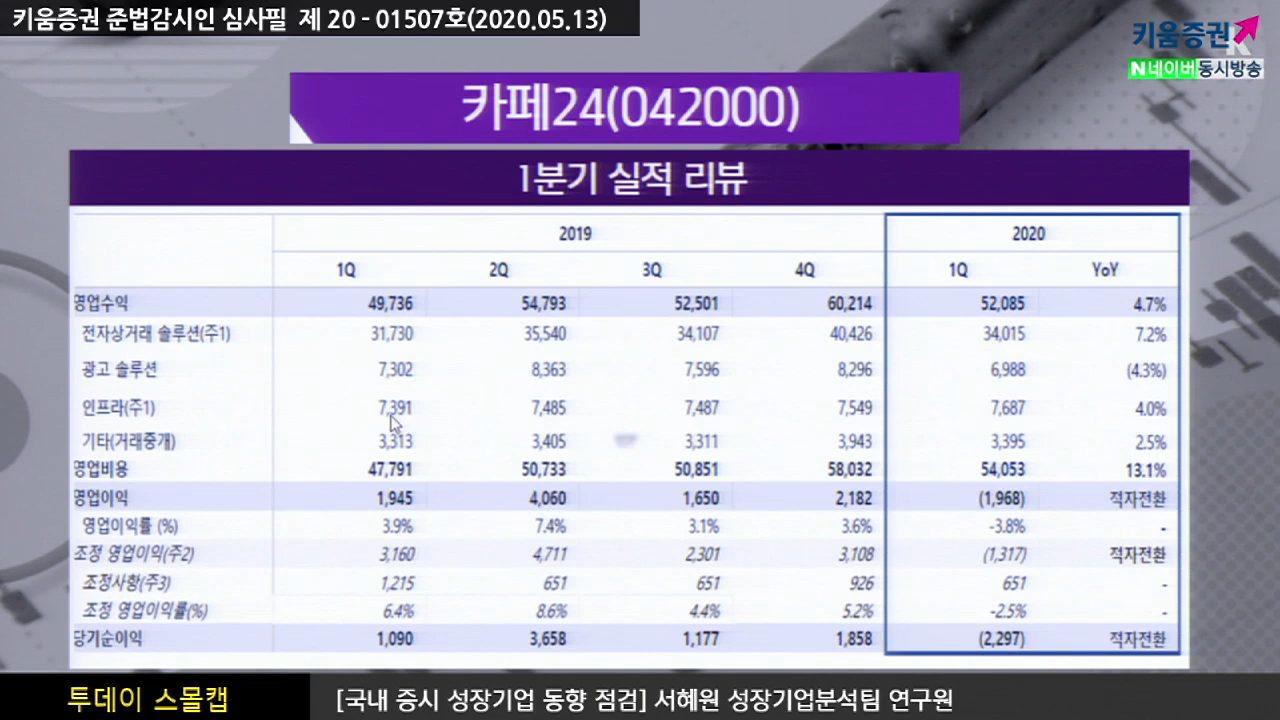 키움증권 준법감시인 심사필 제 20 - 01507호(2020.05.13)
키움증권
N 네이버 동시방송
카페24(042000)
1분기 실적 리뷰
2019 2020
1Q 2Q 3Q 4Q 1Q YoY
영업수익 49,736 54,793 52,501 60,214 52,085 4.7%
전자상거래 솔루션(주1) 31,730 35,540 34,107 40,426 34,015 7.2%
광고 솔루션 7,302 8,363 7,596 8,296 6,988 (4.3%)
인프라(주1) 7,391 7,485 7,487 7,549 7,687 4.0%
기타(거래중개) 3,313 3,405 3,311 3,943 3,395 2.5%
영업비용 47,791 50,733 50,851 58,032 54,053 13.1%
영업이익 1,945 4,060 1,650 2,182 (1,968) 적자전환
영업이익률 (%) 3.9% 7.4% 3.1% 3.6% -3.8% -
조정 영업이익(주2) 3,160 4,711 2,301 3,108 (1,317) 적자전환
조정사항(주3) 1,215 651 651 926 651 -
조정 영업이익률(%) 6.4% 8.6% 4.4% 5.2% -2.5% -
당기순이익 1,090 3,658 1,177 1,858 (2,297) 적자전환
투데이 스몰캡
[국내 증시 성장기업 동향 점검] 서혜원 성장기업분석팀 연구원